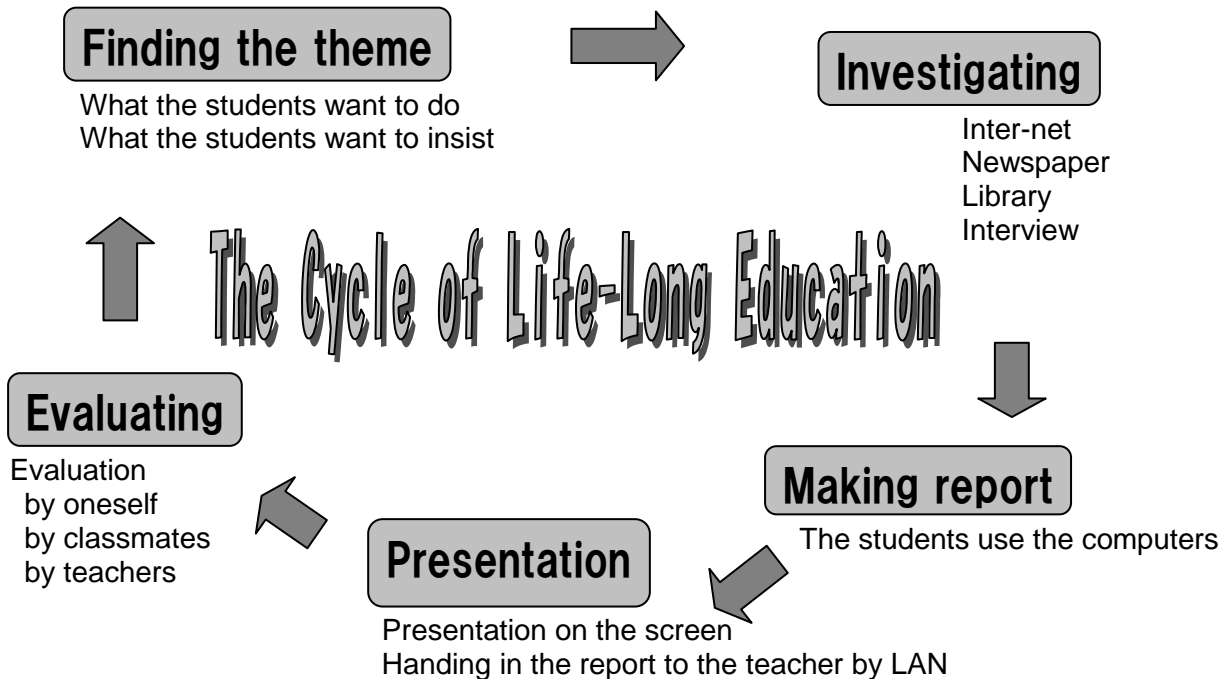 Finding the theme
What the students want to do
What the students want to insist
Investigating
Inter-net
Newspaper
Library
Interview
The Cycle of Life-Long Education
Making report
The students use the computers
Presentation
Presentation on the screen
Handing in the report to the teacher by LAN
Evaluating
Evaluation
by oneself
by classmates
by teachers